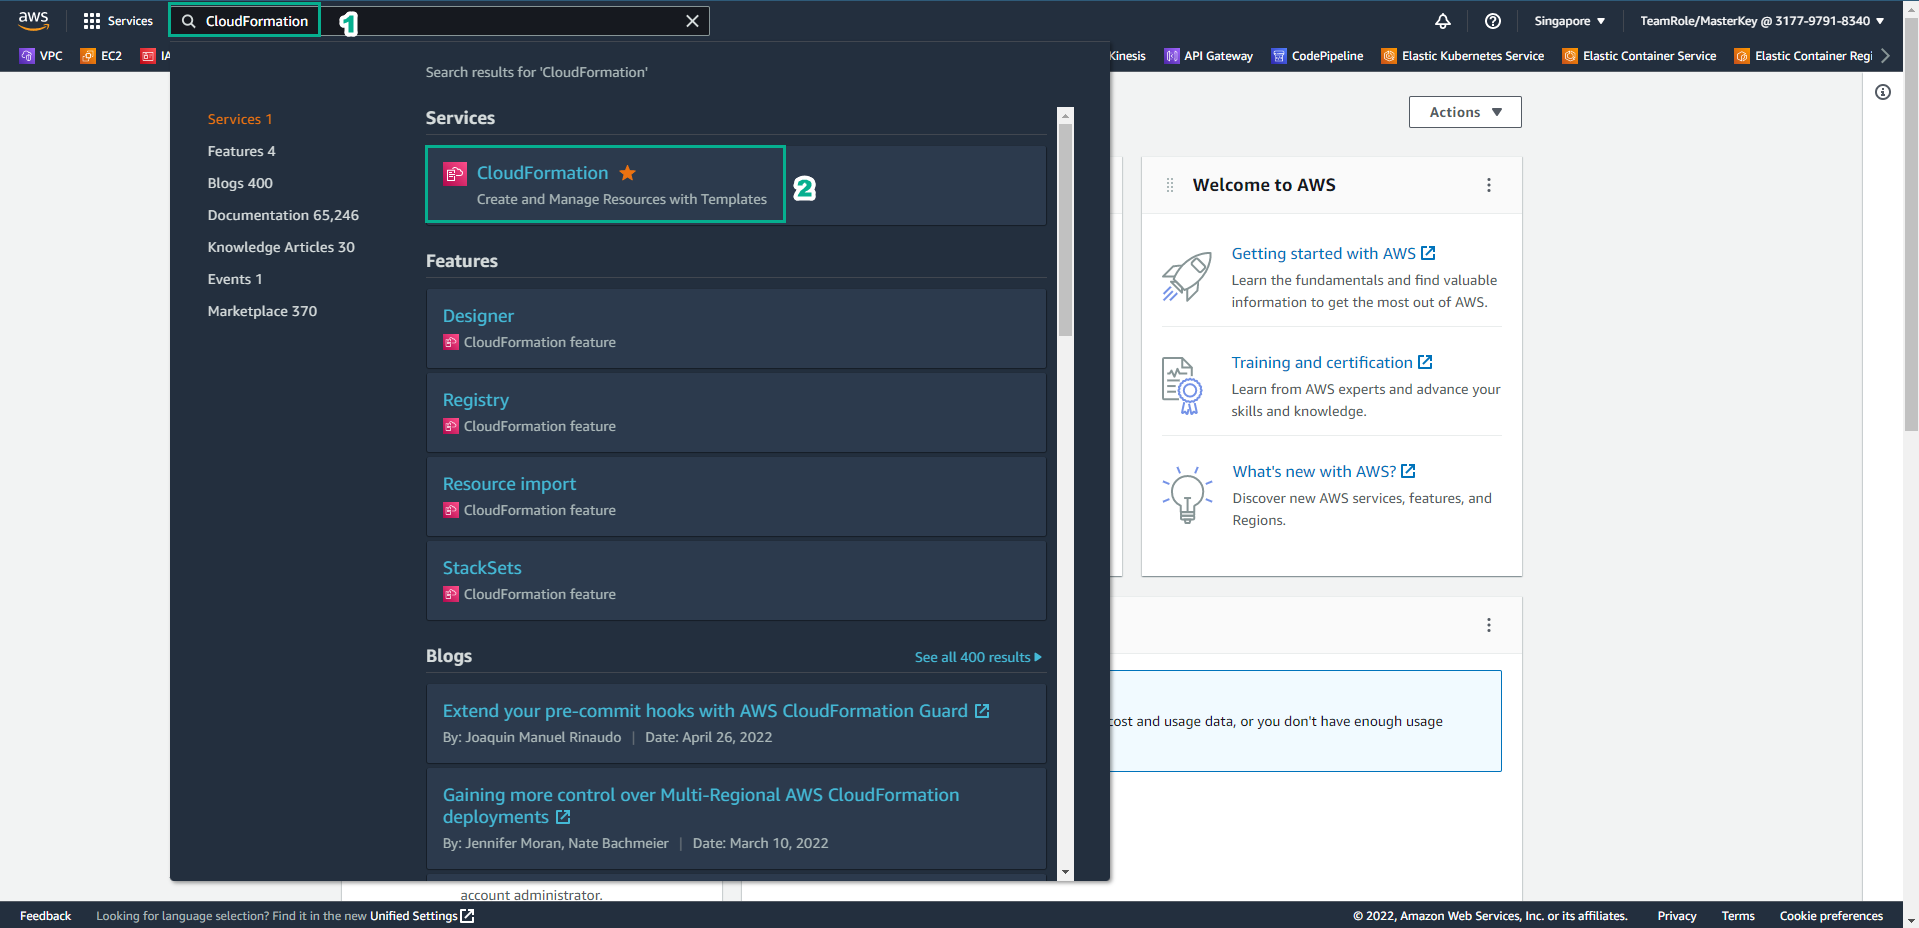 aws
Services
CloudFormation
1
Singapore
TeamRole/MasterKey @ 3177-9791-8340
VPC
EC2
IA
Kinesis
API Gateway
CodePipeline
Elastic Kubernetes Service
Elastic Container Service
Elastic Container Regi
Search results for 'CloudFormation'
Services 1
Features 4
Blogs 400
Documentation 65,246
Knowledge Articles 30
Events 1
Marketplace 370
Services
CloudFormation
Create and Manage Resources with Templates
2
Features
Designer
CloudFormation feature
Registry
CloudFormation feature
Resource import
CloudFormation feature
StackSets
CloudFormation feature
Blogs
See all 400 results
Extend your pre-commit hooks with AWS CloudFormation Guard
By: Joaquin Manuel Rinaudo | Date: April 26, 2022
Gaining more control over Multi-Regional AWS CloudFormation
deployments
By: Jennifer Moran, Nate Bachmeier | Date: March 10, 2022
Actions
Welcome to AWS
Getting started with AWS
Learn the fundamentals and find valuable
information to get the most out of AWS.
Training and certification
Learn from AWS experts and advance your
skills and knowledge.
What's new with AWS?
Discover new AWS services, features, and
Regions.
cost and usage data, or you don't have enough usage
account administrator.
Feedback
Looking for language selection? Find it in the new Unified Settings
© 2022, Amazon Web Services, Inc. or its affiliates.
Privacy
Terms
Cookie preferences